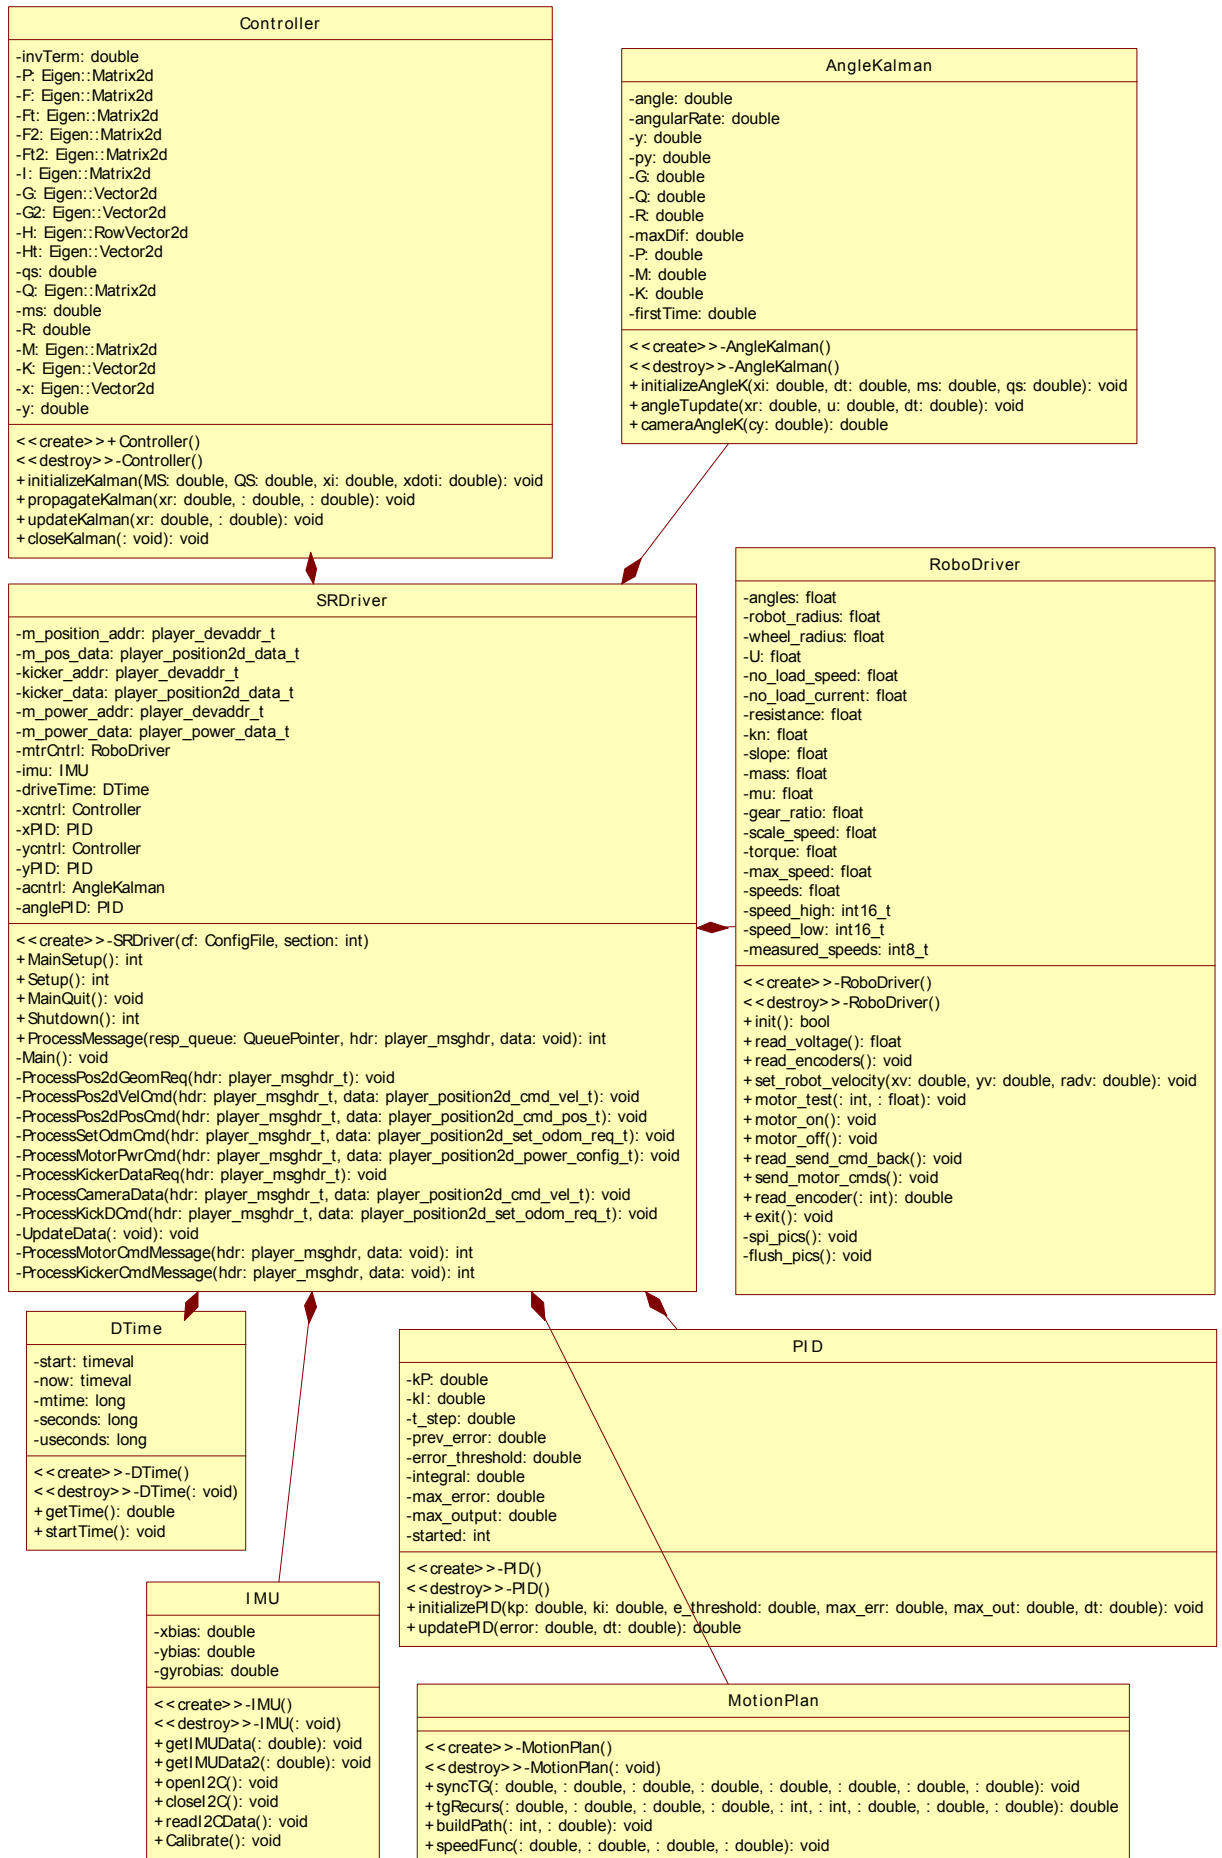 Controller
-invTerm: double
-P: Eigen::Matrix2d
-F: Eigen::Matrix2d
-Ft: Eigen::Matrix2d
-F2: Eigen::Matrix2d
-Ft2: Eigen::Matrix2d
-I: Eigen::Matrix2d
-G: Eigen::Vector2d
-G2: Eigen::Vector2d
-H: Eigen::RowVector2d
-Ht: Eigen::Vector2d
-qs: double
-Q: Eigen::Matrix2d
-ms: double
-R: double
-M: Eigen::Matrix2d
-K: Eigen::Vector2d
-x: Eigen::Vector2d
-y: double
<<create>>+Controller()
<<destroy>>-Controller()
+initializeKalman(MS: double, QS: double, xi: double, xdoti: double): void
+propagateKalman(xr: double, : double, : double): void
+updateKalman(xr: double, : double): void
+closeKalman(: void): void
AngleKalman
-angle: double
-angularRate: double
-y: double
-py: double
-G: double
-Q: double
-R: double
-maxDif: double
-P: double
-M: double
-K: double
-firstTime: double
<<create>>-AngleKalman()
<<destroy>>-AngleKalman()
+initializeAngleK(xi: double, dt: double, ms: double, qs: double): void
+angleTupdate(xr: double, u: double, dt: double): void
+cameraAngleK(cy: double): double
SRDriver
-m_position_addr: player_devaddr_t
-m_pos_data: player_position2d_data_t
-kicker_addr: player_devaddr_t
-kicker_data: player_position2d_data_t
-m_power_addr: player_devaddr_t
-m_power_data: player_power_data_t
-mtrCntrl: RoboDriver
-imu: IMU
-driveTime: DTime
-xcntrl: Controller
-xPID: PID
-ycntrl: Controller
-yPID: PID
-acntrl: AngleKalman
-anglePID: PID
<<create>>-SRDriver(cf: ConfigFile, section: int)
+MainSetup(): int
+Setup(): int
+MainQuit(): void
+Shutdown(): int
+ProcessMessage(resp_queue: QueuePointer, hdr: player_msghdr, data: void): int
-Main(): void
-ProcessPos2dGeomReq(hdr: player_msghdr_t): void
-ProcessPos2dVelCmd(hdr: player_msghdr_t, data: player_position2d_cmd_vel_t): void
-ProcessPos2dPosCmd(hdr: player_msghdr_t, data: player_position2d_cmd_pos_t): void
-ProcessSetOdmCmd(hdr: player_msghdr_t, data: player_position2d_set_odom_req_t): void
-ProcessMotorPwrCmd(hdr: player_msghdr_t, data: player_position2d_power_config_t): void
-ProcessKickerDataReq(hdr: player_msghdr_t): void
-ProcessCameraData(hdr: player_msghdr_t, data: player_position2d_cmd_vel_t): void
-ProcessKickDCmd(hdr: player_msghdr_t, data: player_position2d_set_odom_req_t): void
-UpdateData(: void): void
-ProcessMotorCmdMessage(hdr: player_msghdr, data: void): int
-ProcessKickerCmdMessage(hdr: player_msghdr, data: void): int
RoboDriver
-angles: float
-robot_radius: float
-wheel_radius: float
-U: float
-no_load_speed: float
-no_load_current: float
-resistance: float
-kn: float
-slope: float
-mass: float
-mu: float
-gear_ratio: float
-scale_speed: float
-torque: float
-max_speed: float
-speeds: float
-speed_high: int16_t
-speed_low: int16_t
-measured_speeds: int8_t
<<create>>-RoboDriver()
<<destroy>>-RoboDriver()
+init(): bool
+read_voltage(): float
+read_encoders(): void
+set_robot_velocity(xv: double, yv: double, radv: double): void
+motor_test(: int, : float): void
+motor_on(): void
+motor_off(): void
+read_send_cmd_back(): void
+send_motor_cmds(): void
+read_encoder(: int): double
+exit(): void
-spi_pics(): void
-flush_pics(): void
DTime
-start: timeval
-now: timeval
-mtime: long
-seconds: long
-useconds: long
<<create>>-DTime()
<<destroy>>-DTime(: void)
+getTime(): double
+startTime(): void
PID
-kP: double
-kI: double
-t_step: double
-prev_error: double
-error_threshold: double
-integral: double
-max_error: double
-max_output: double
-started: int
<<create>>-PID()
<<destroy>>-PID()
+initializePID(kp: double, ki: double, e_threshold: double, max_err: double, max_out: double, dt: double): void
+updatePID(error: double, dt: double): double
IMU
-xbias: double
-ybias: double
-gyrobias: double
<<create>>-IMU()
<<destroy>>-IMU(: void)
+getIMUData(: double): void
+getIMUData2(: double): void
+openI2C(): void
+closeI2C(): void
+readI2CData(): void
+Calibrate(): void
MotionPlan
<<create>>-MotionPlan()
<<destroy>>-MotionPlan(: void)
+syncTG(: double, : double, : double, : double, : double, : double, : double, : double): void
+tgRecurs(: double, : double, : double, : double, : int, : int, : double, : double, : double): double
+buildPath(: int, : double): void
+speedFunc(: double, : double, : double, : double): void